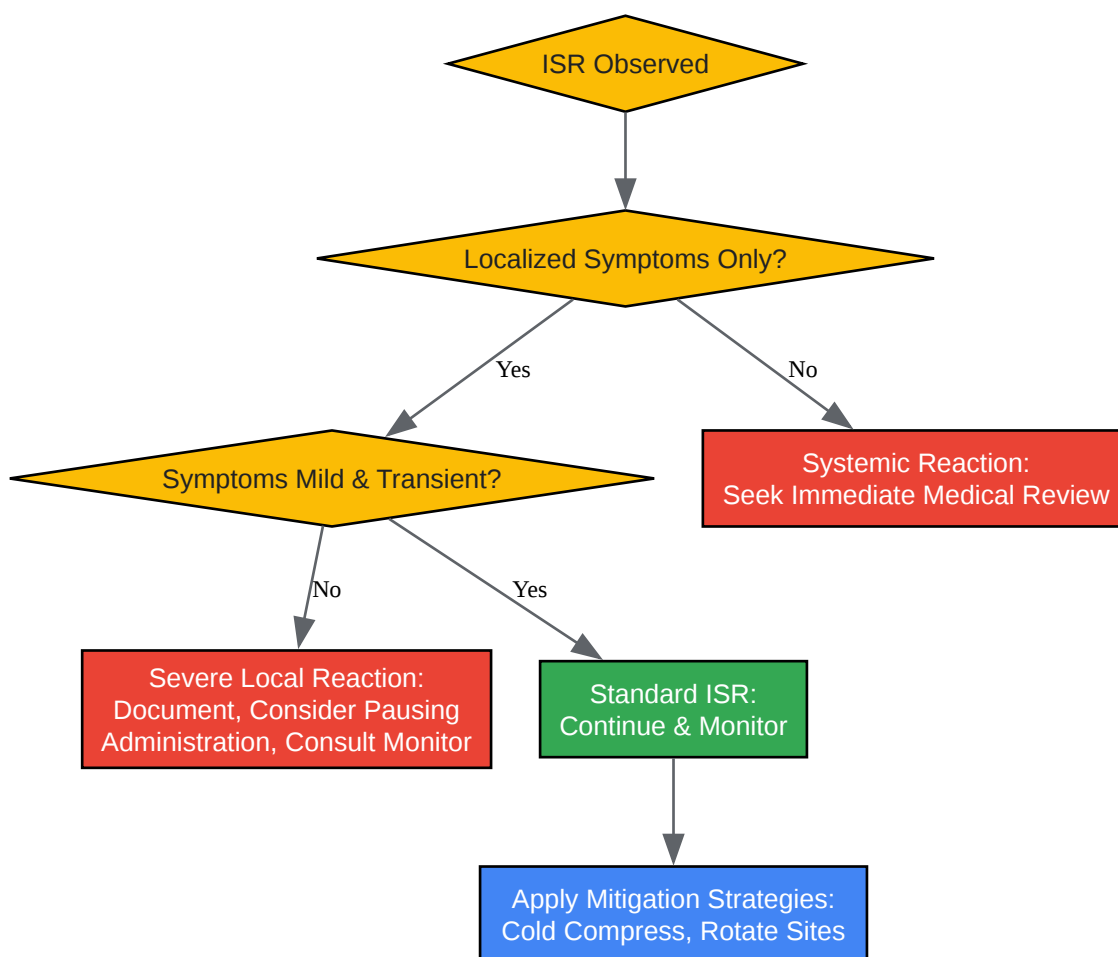 ISR Observed
Localized Symptoms Only?
Yes
No
Symptoms Mild & Transient?
Systemic Reaction:
Seek Immediate Medical Review
No
Yes
Severe Local Reaction:
Document, Consider Pausing
Administration, Consult Monitor
Standard ISR:
Continue & Monitor
Apply Mitigation Strategies:
Cold Compress, Rotate Sites